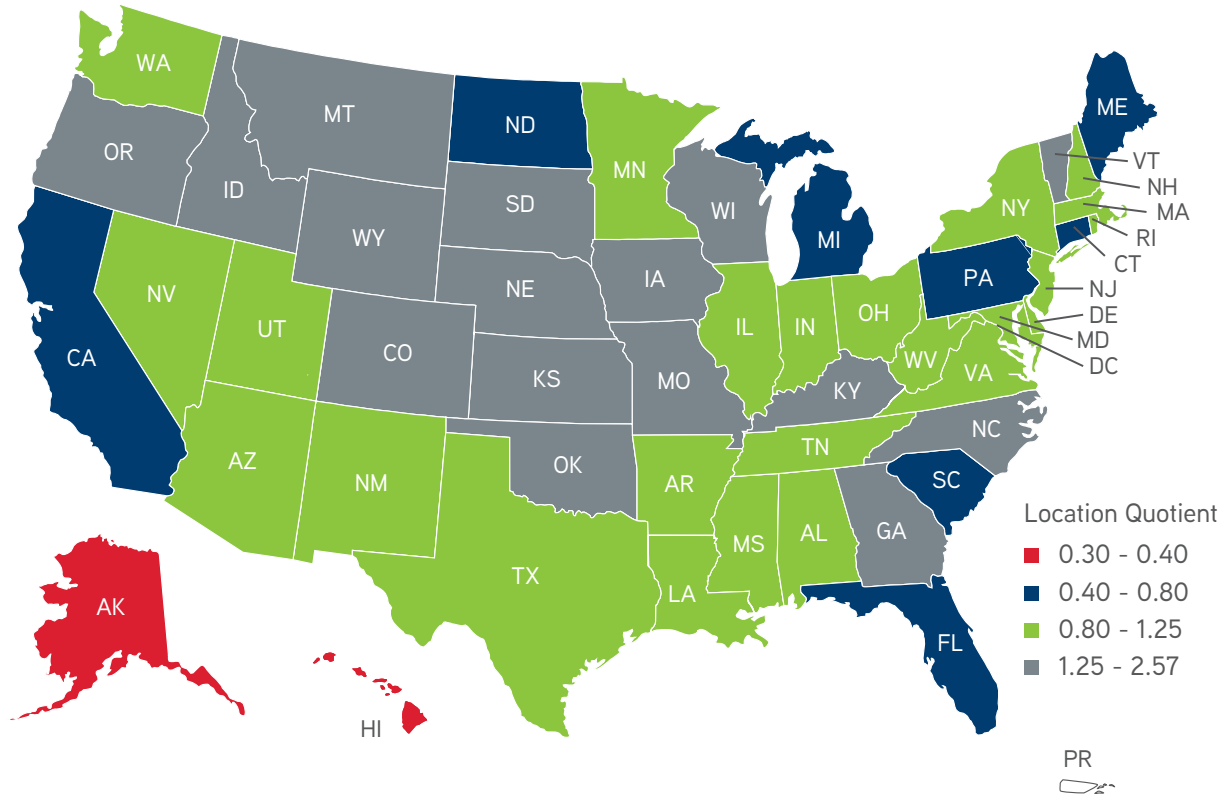 WA
MT
ND
ME
OR
MN
VT
ID
SD
WI
NH
NY
MA
WY
MI
RI
CT
PA
IA
NE
NJ
NV
DE
UT
IL
IN
OH
MD
CA
CO
WV
DC
KS
MO
VA
KY
NC
TN
AZ
OK
NM
AR
SC
MS
AL
GA
Location Quotient
0.30 - 0.40
TX
LA
0.40 - 0.80
AK
0.80 - 1.25
FL
1.25 - 2.57
HI
PR